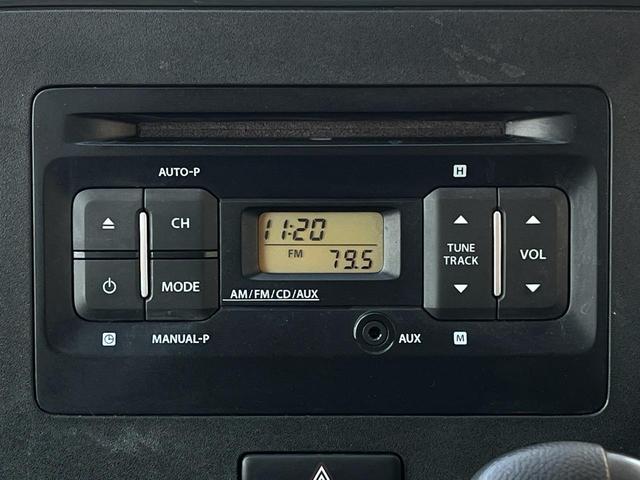 AUTO-P
H
CH
MODE
11:20
FM
79.5
AM/FM/CD/AUX
TUNE
TRACK
VOL
MANUAL-P
AUX
M